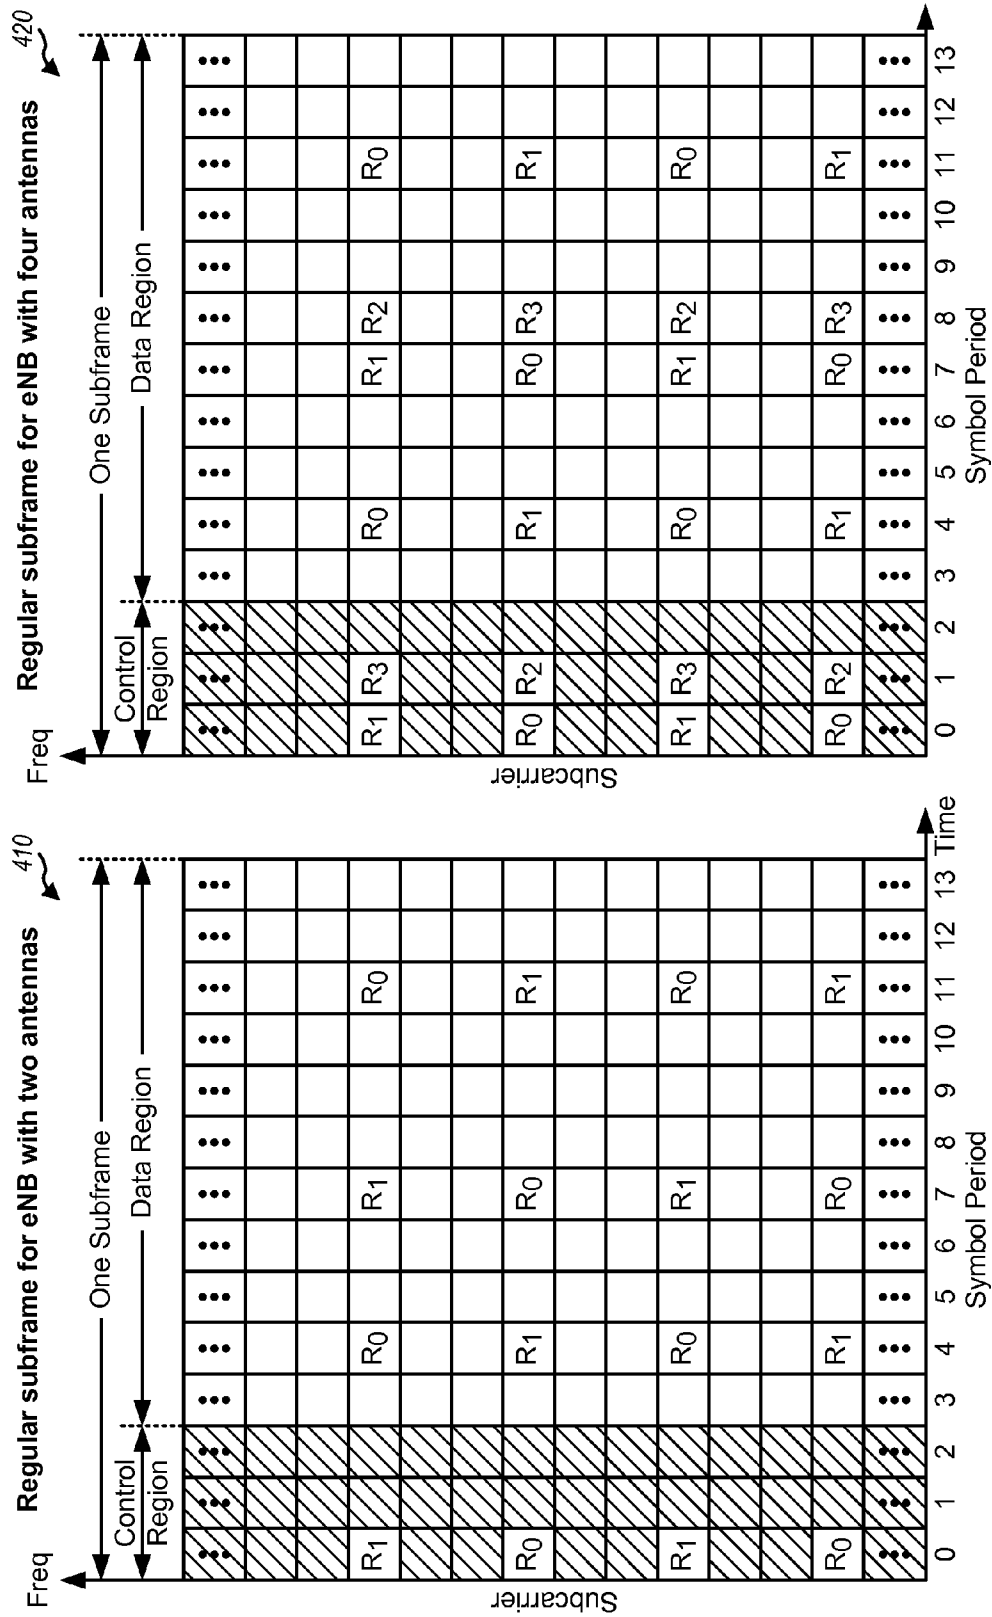 Regular subframe for eNB with two antennas
410
Freq
One Subframe
Control
Region
Data Region
Subcarrier
••• ••• ••• ••• ••• ••• ••• ••• ••• ••• ••• ••• ••• •••
R1 R0 R1 R0
R0 R1 R0 R1
R1 R0 R1 R0
••• ••• ••• ••• ••• ••• ••• ••• ••• ••• ••• ••• ••• •••
0 1 2 3 4 5 6 7 8 9 10 11 12 13
Symbol Period
Time
Regular subframe for eNB with four antennas
420
Freq
One Subframe
Control
Region
Data Region
Subcarrier
••• ••• ••• ••• ••• ••• ••• ••• ••• ••• ••• ••• ••• •••
R1 R3 R0 R1 R2 R0
R0 R2 R1 R0 R3 R1
R1 R3 R0 R1 R2 R0
R0 R2 R1 R0 R3 R1
••• ••• ••• ••• ••• ••• ••• ••• ••• ••• ••• ••• ••• •••
0 1 2 3 4 5 6 7 8 9 10 11 12 13
Symbol Period